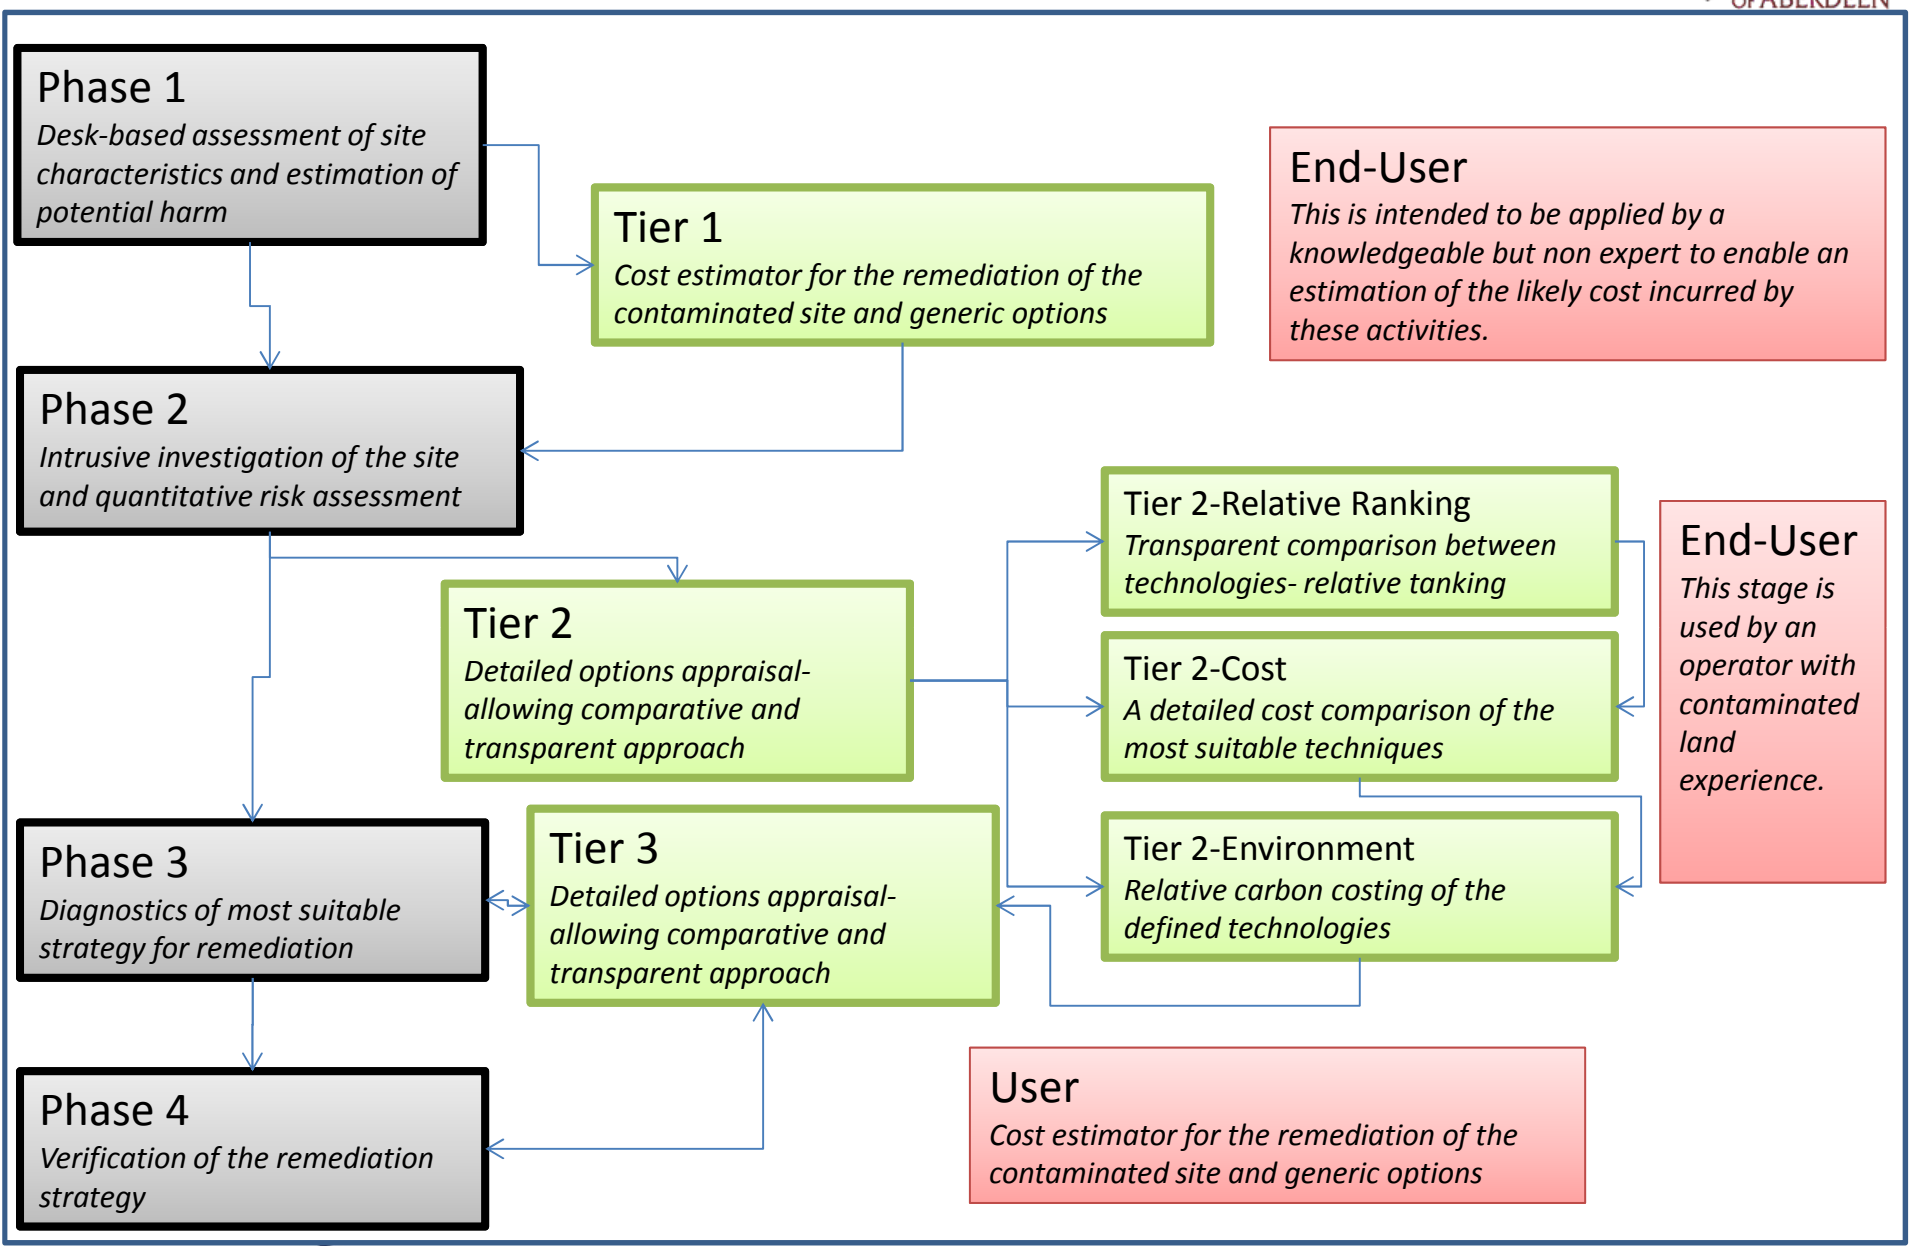 OF ABERDEEN
Phase 1
Desk-based assessment of site
characteristics and estimation of
potential harm
Tier 1
Cost estimator for the remediation of the
contaminated site and generic options
End-User
This is intended to be applied by a
knowledgeable but non expert to enable an
estimation of the likely cost incurred by
these activities.
Phase 2
Intrusive investigation of the site
and quantitative risk assessment
Tier 2-Relative Ranking
Transparent comparison between
technologies- relative tanking
End-User
This stage is
used by an
operator with
contaminated
land
experience.
Tier 2
Detailed options appraisal-
allowing comparative and
transparent approach
Tier 2-Cost
A detailed cost comparison of the
most suitable techniques
Phase 3
Diagnostics of most suitable
strategy for remediation
Tier 3
Detailed options appraisal-
allowing comparative and
transparent approach
Tier 2-Environment
Relative carbon costing of the
defined technologies
Phase 4
Verification of the remediation
strategy
User
Cost estimator for the remediation of the
contaminated site and generic options